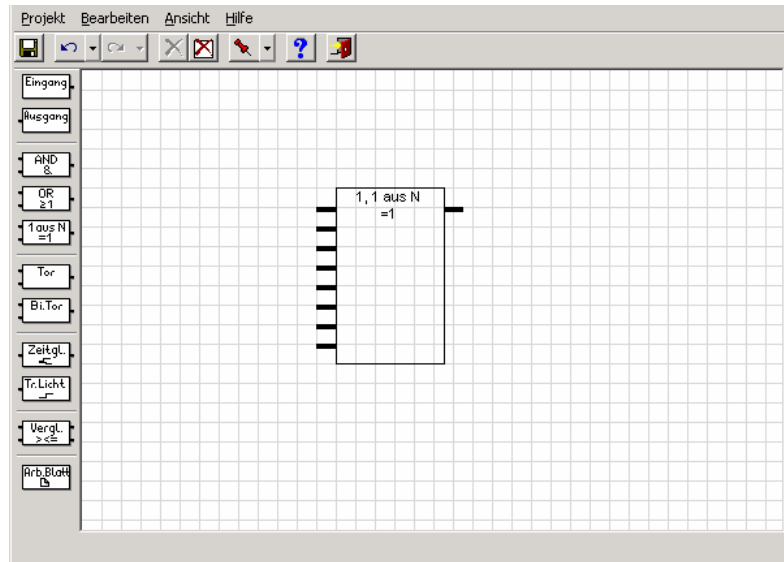 Projekt Bearbeiten Ansicht Hilfe
?
Eingang
Ausgang
AND
&
OR
≥1
1 aus N
=1
Tor
Bi.Tor
Zeitgl.
Tr.Licht
Vergl.
><=
Arb.Blatt
1, 1 aus N
=1